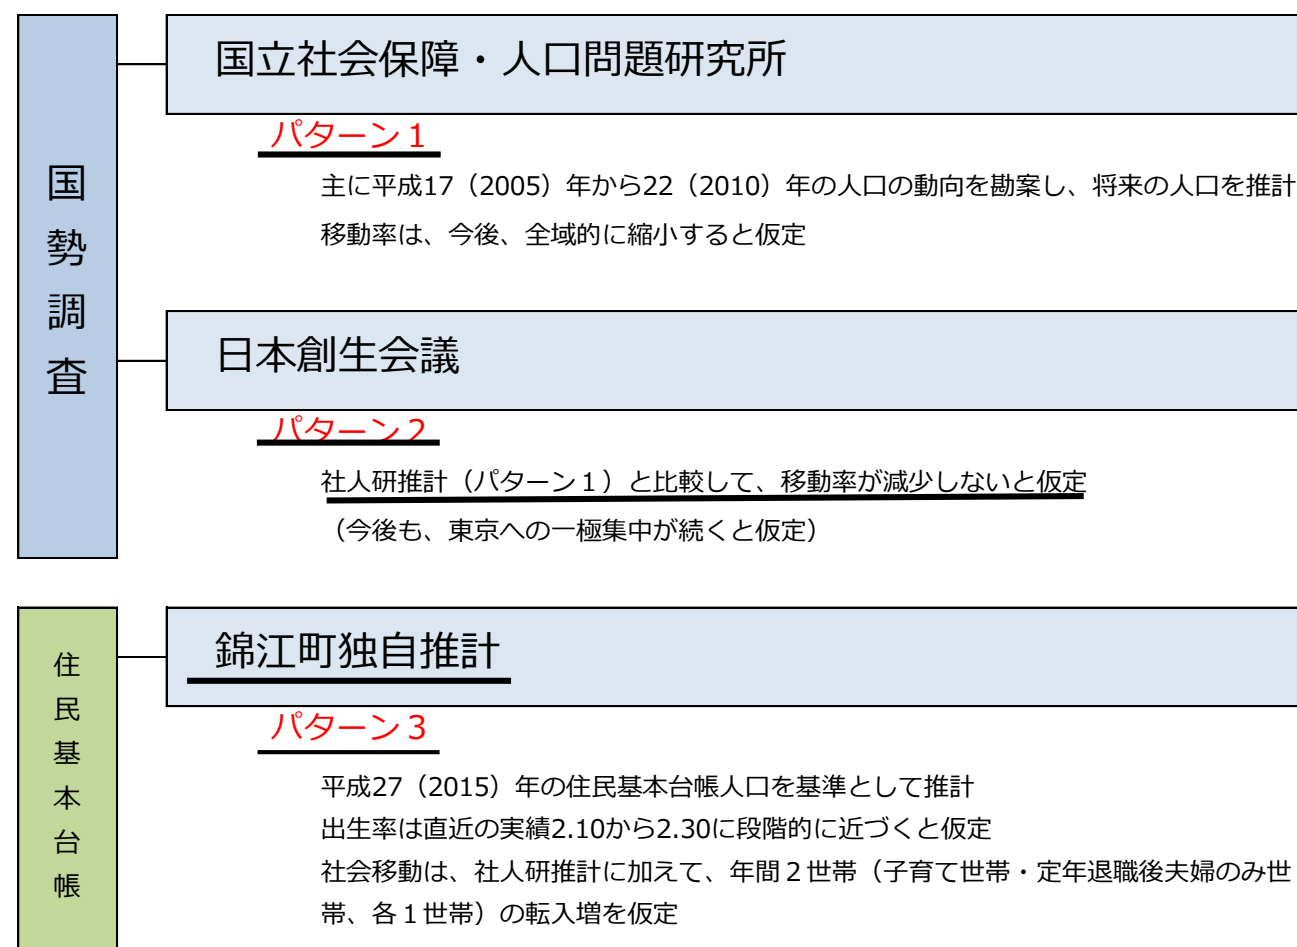 国勢調査
国立社会保障・人口問題研究所
パターン1
主に平成17（2005）年から22（2010）年の人口の動向を勘案し、将来の人口を推計
移動率は、今後、全域的に縮小すると仮定
日本創生会議
パターン2
社人研推計（パターン１）と比較して、移動率が減少しないと仮定
（今後も、東京への一極集中が続くと仮定）
住民基本台帳
錦江町独自推計
パターン3
平成27（2015）年の住民基本台帳人口を基準として推計
出生率は直近の実績2.10から2.30に段階的に近づくと仮定
社会移動は、社人研推計に加えて、年間２世帯（子育て世帯・定年退職後夫婦のみ世
帯、各１世帯）の転入増を仮定